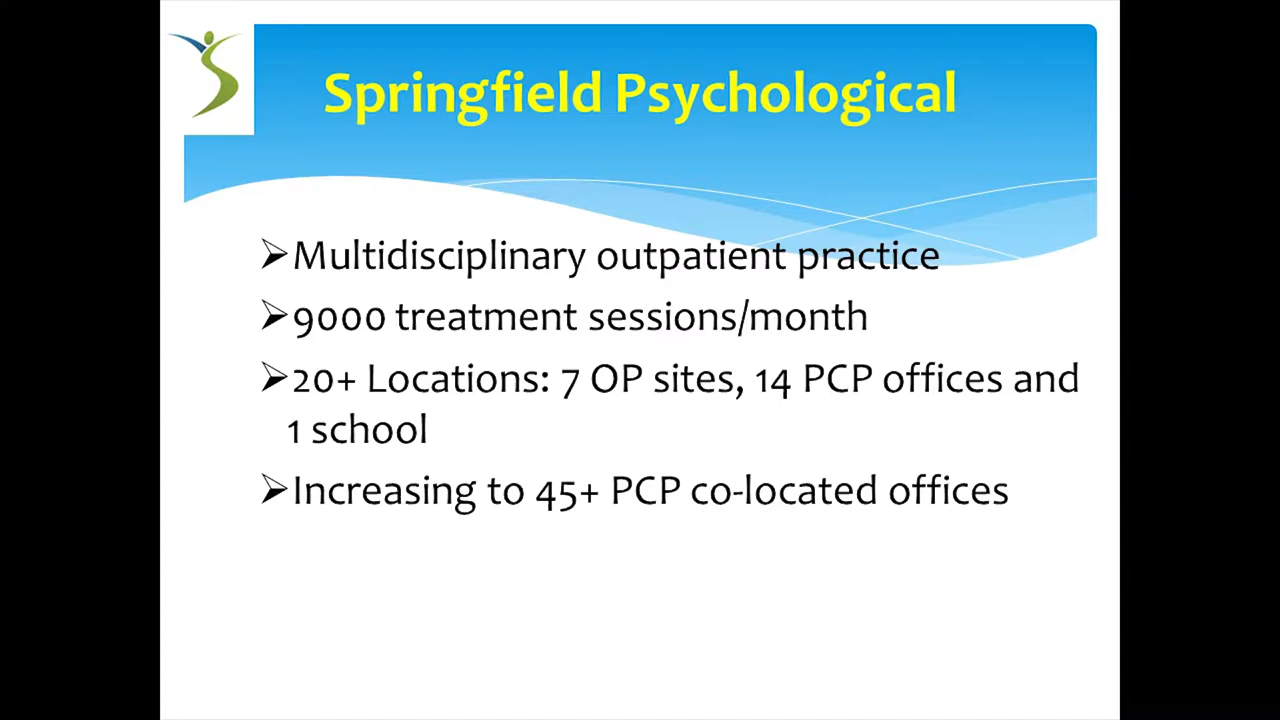 Springfield Psychological
➢Multidisciplinary outpatient practice
➢9000 treatment sessions/month
➢20+ Locations: 7 OP sites, 14 PCP offices and
1 school
➢Increasing to 45+ PCP co-located offices